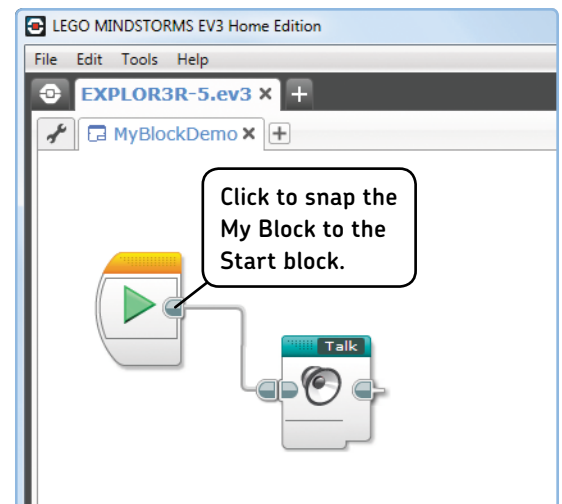 LEGO MINDSTORMS EV3 Home Edition
File Edit Tools Help
EXPLOR3R-5.ev3 × +
MyBlockDemo × +
Click to snap the
My Block to the
Start block.
Talk